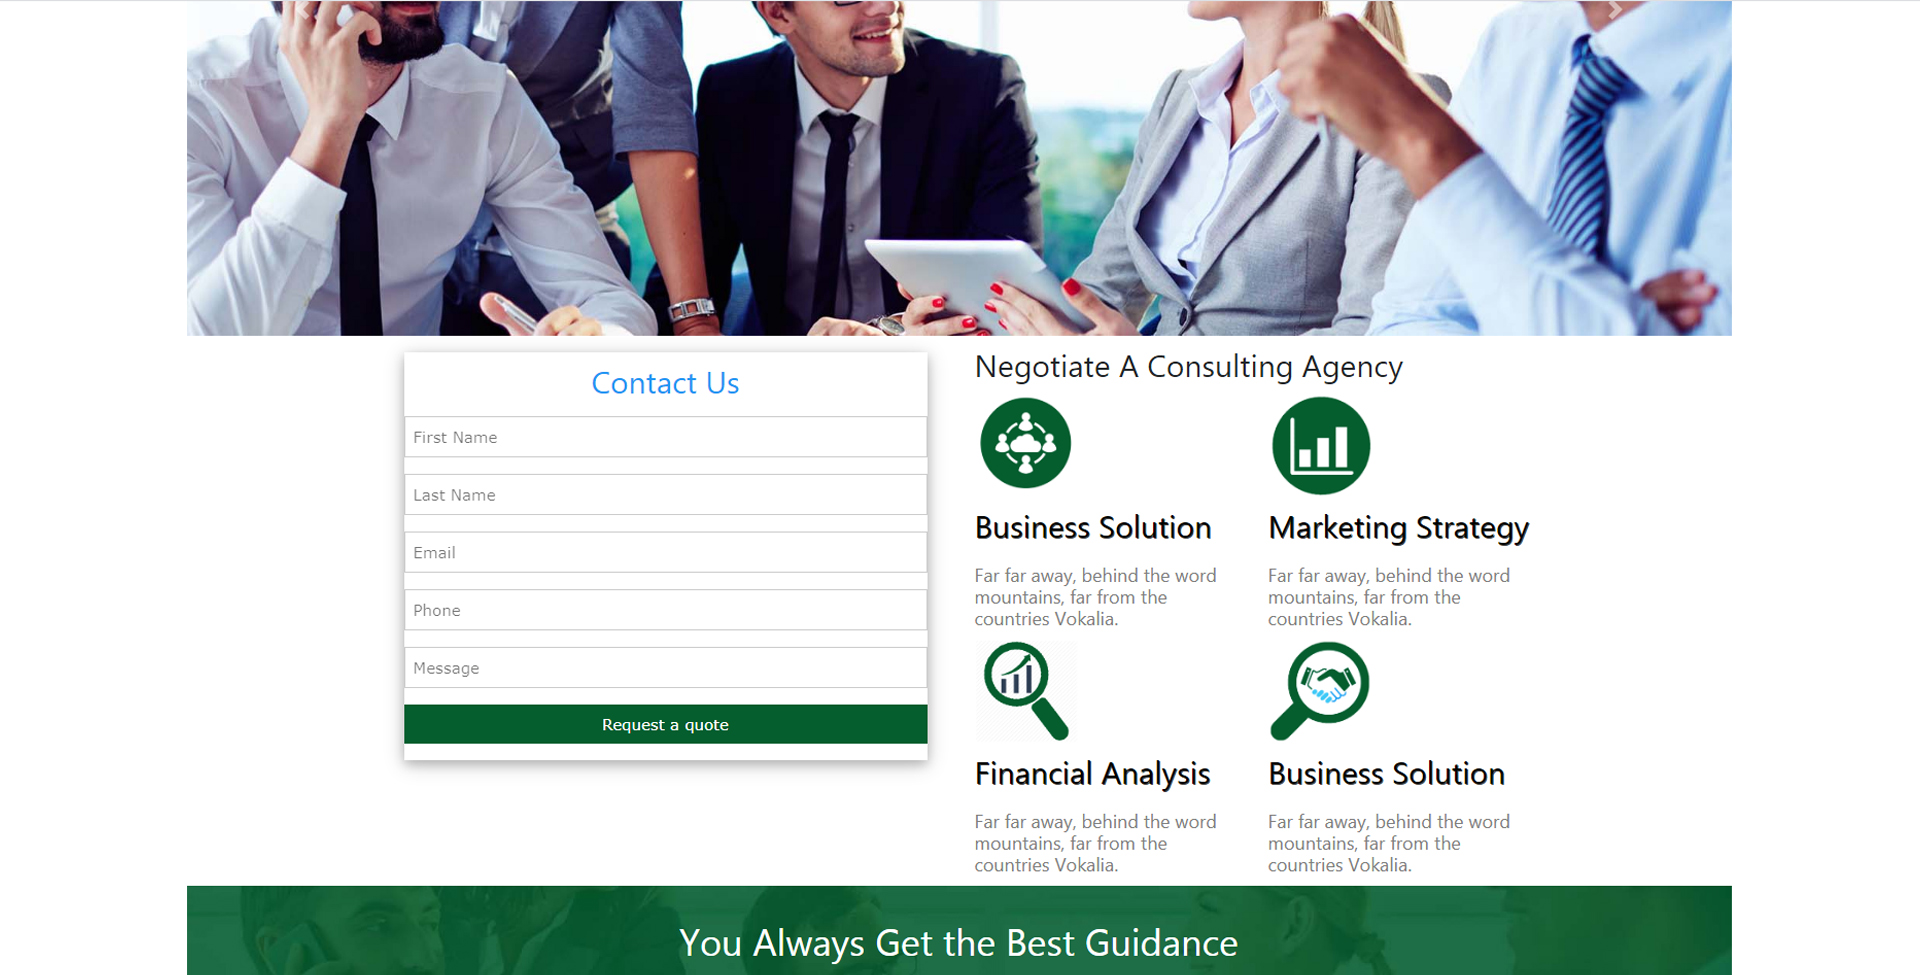 Contact Us
First Name
Last Name
Email
Phone
Message
Request a quote
Negotiate A Consulting Agency
Business Solution
Far far away, behind the word
mountains, far from the
countries Vokalia.
Marketing Strategy
Far far away, behind the word
mountains, far from the
countries Vokalia.
Financial Analysis
Far far away, behind the word
mountains, far from the
countries Vokalia.
Business Solution
Far far away, behind the word
mountains, far from the
countries Vokalia.
You Always Get the Best Guidance